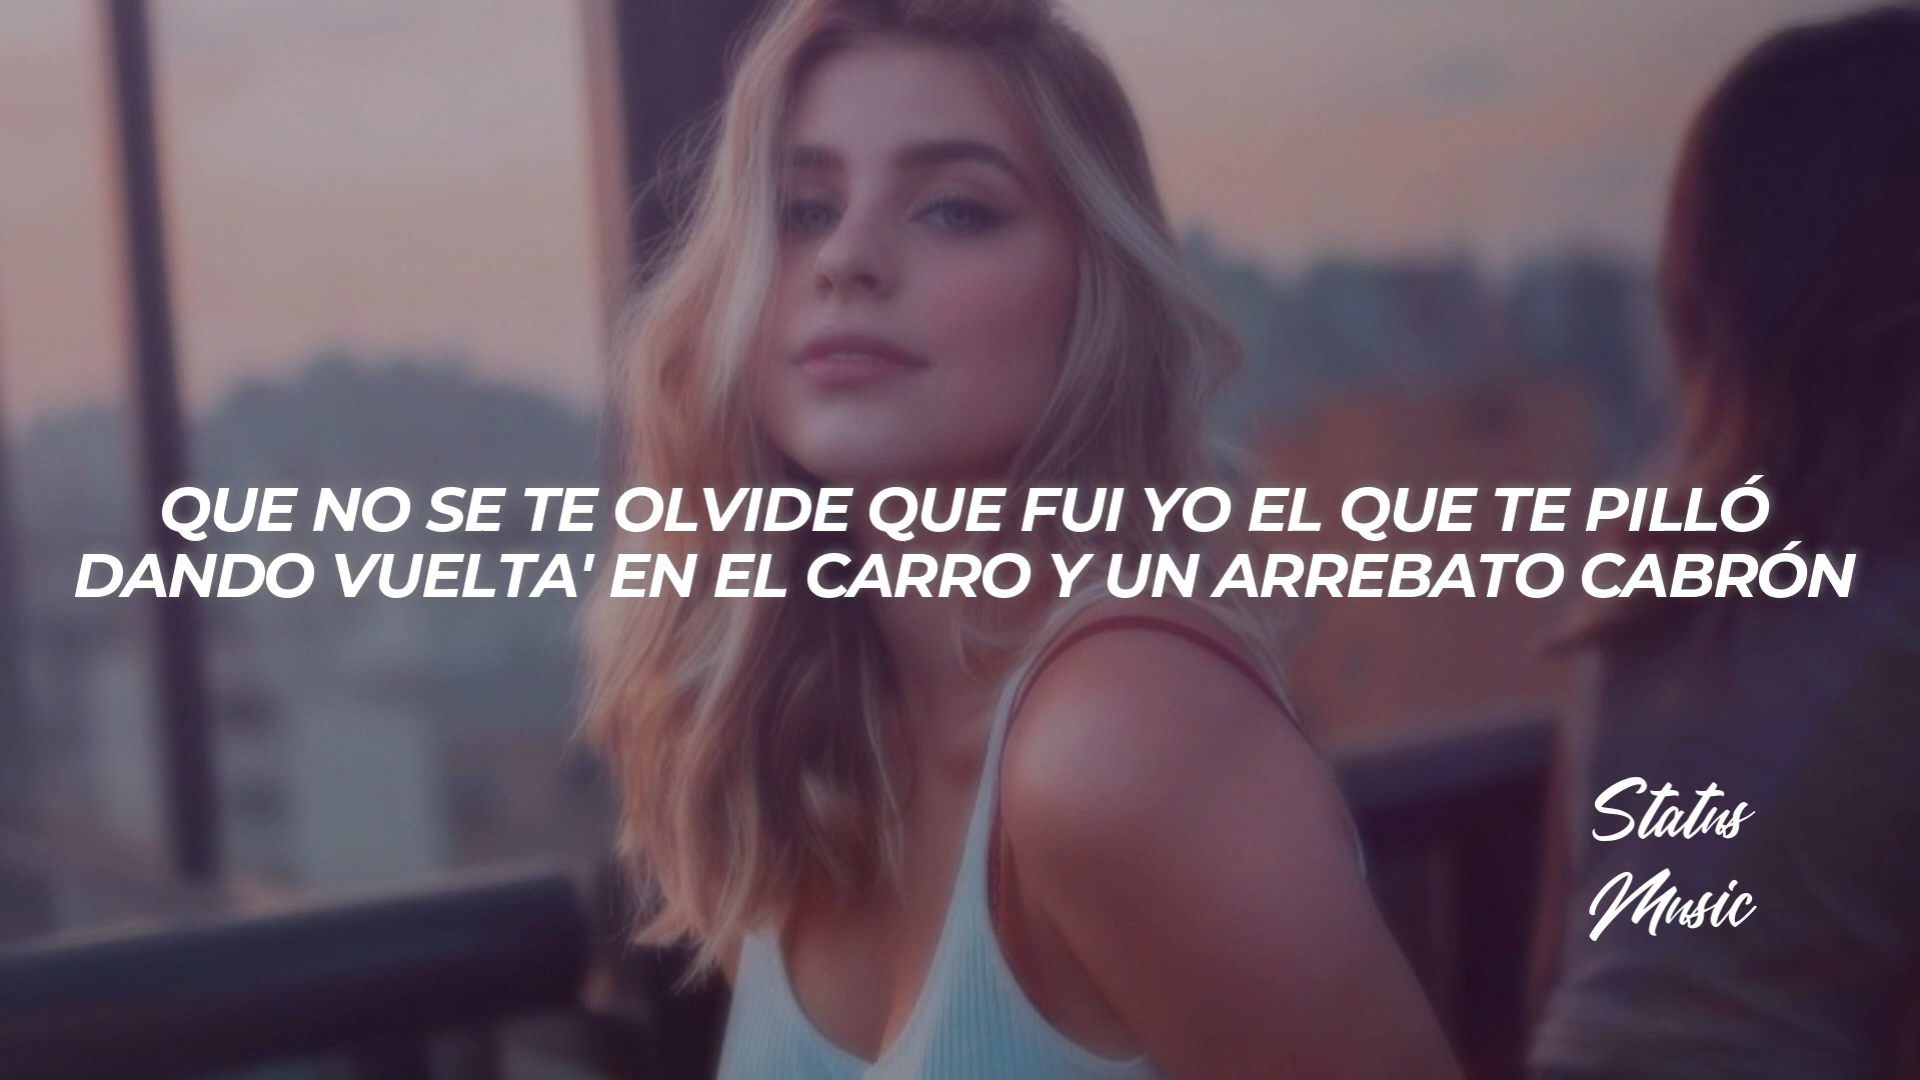 QUE NO SE TE OLVIDE QUE FUI YO EL QUE TE PILLÓ
DANDO VUELTA' EN EL CARRO Y UN ARREBATO CABRÓN
Status
Music